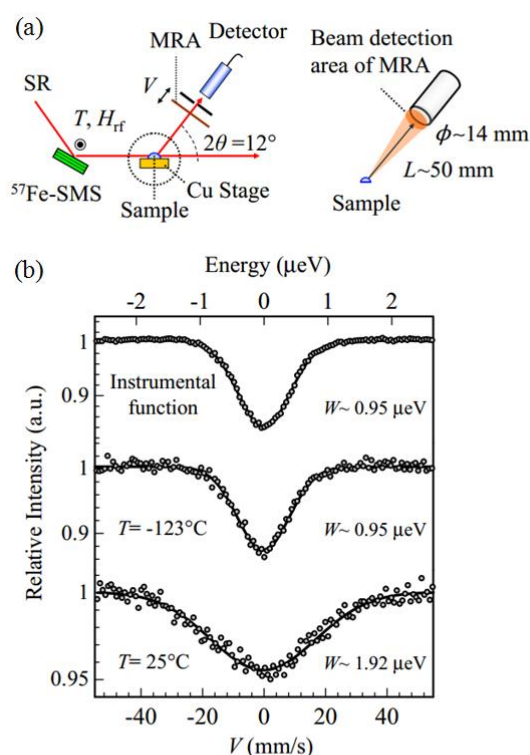 (a)
SR
T, H_rf
V
MRA
Detector
2θ =12°
⁵⁷Fe-SMS
Cu Stage
Sample
Beam detection
area of MRA
ϕ~14 mm
L~50 mm
Sample
(b)
Energy (μeV)
-2 -1 0 1 2
1
0.9
Instrumental
function
W~ 0.95 μeV
1
0.9
T= -123°C
W~ 0.95 μeV
1
0.95
T= 25°C
W~ 1.92 μeV
Relative Intensity (a.u.)
-40 -20 0 20 40
V (mm/s)